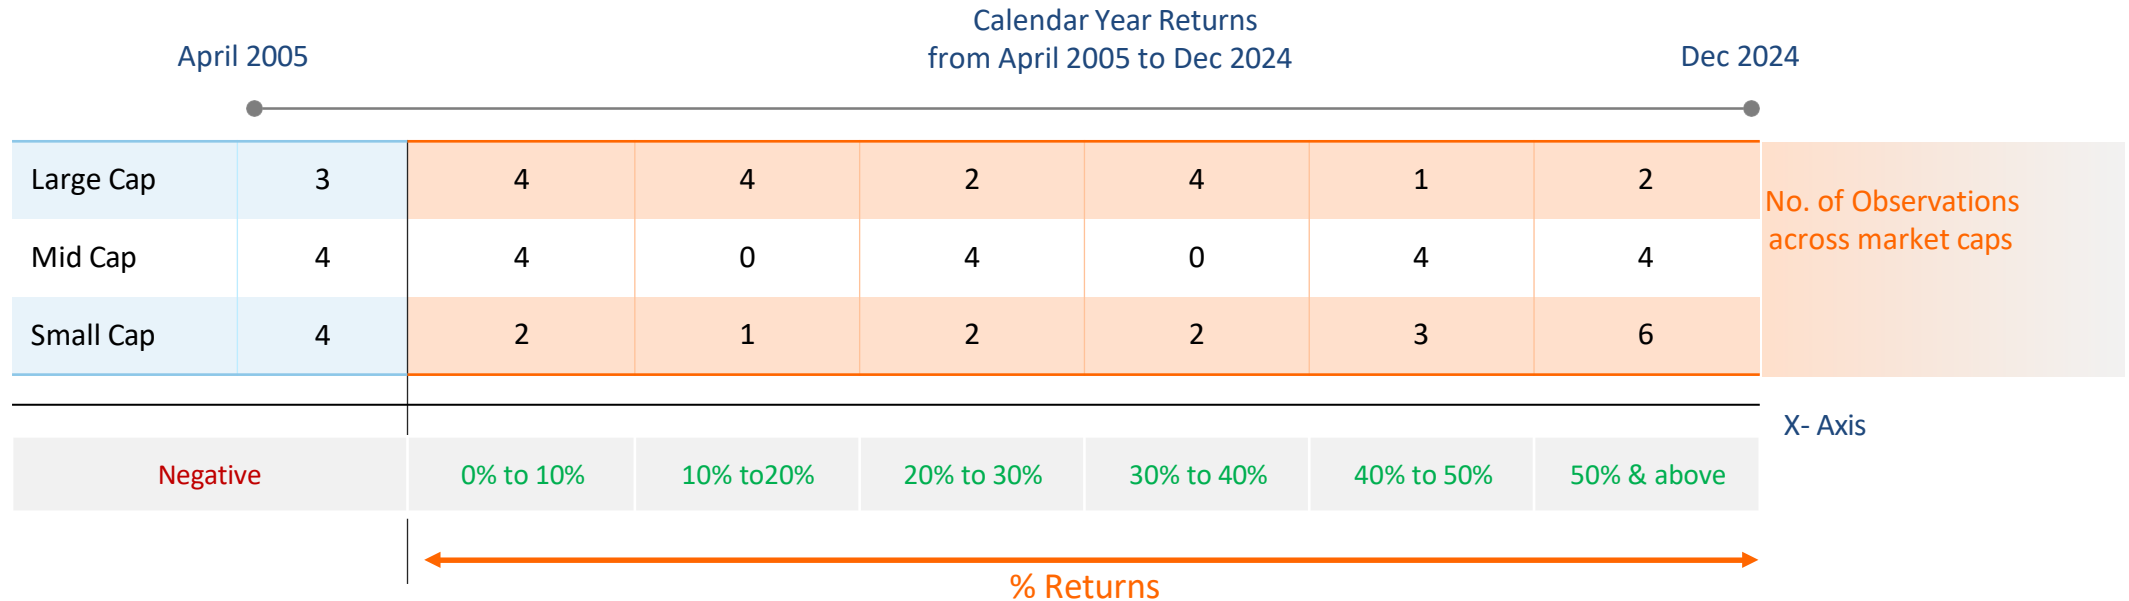 Calendar Year Returns
from April 2005 to Dec 2024
April 2005
Dec 2024
Large Cap 3 4 4 2 4 1 2
Mid Cap 4 4 0 4 0 4 4
Small Cap 4 2 1 2 2 3 6
No. of Observations
across market caps
X- Axis
Negative 0% to 10% 10% to20% 20% to 30% 30% to 40% 40% to 50% 50% & above
% Returns